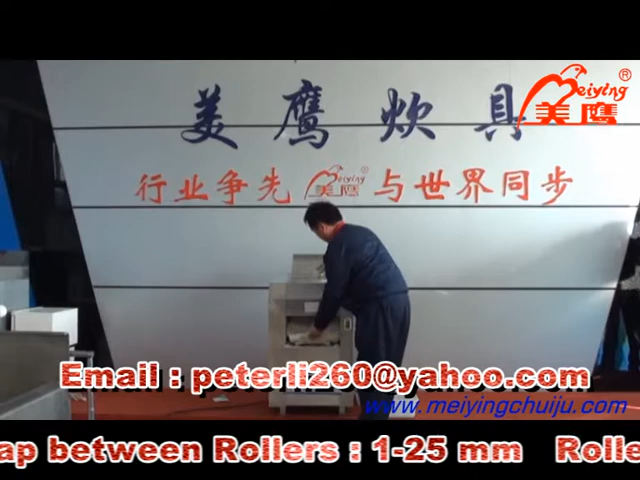 美鹰炊具
Meiying®
美鹰
行业争先 Meiying® 美鹰 与世界同步
Email : peterli260@yahoo.com
www.meiyingchuiju.com
ap between Rollers : 1-25 mm Rolle